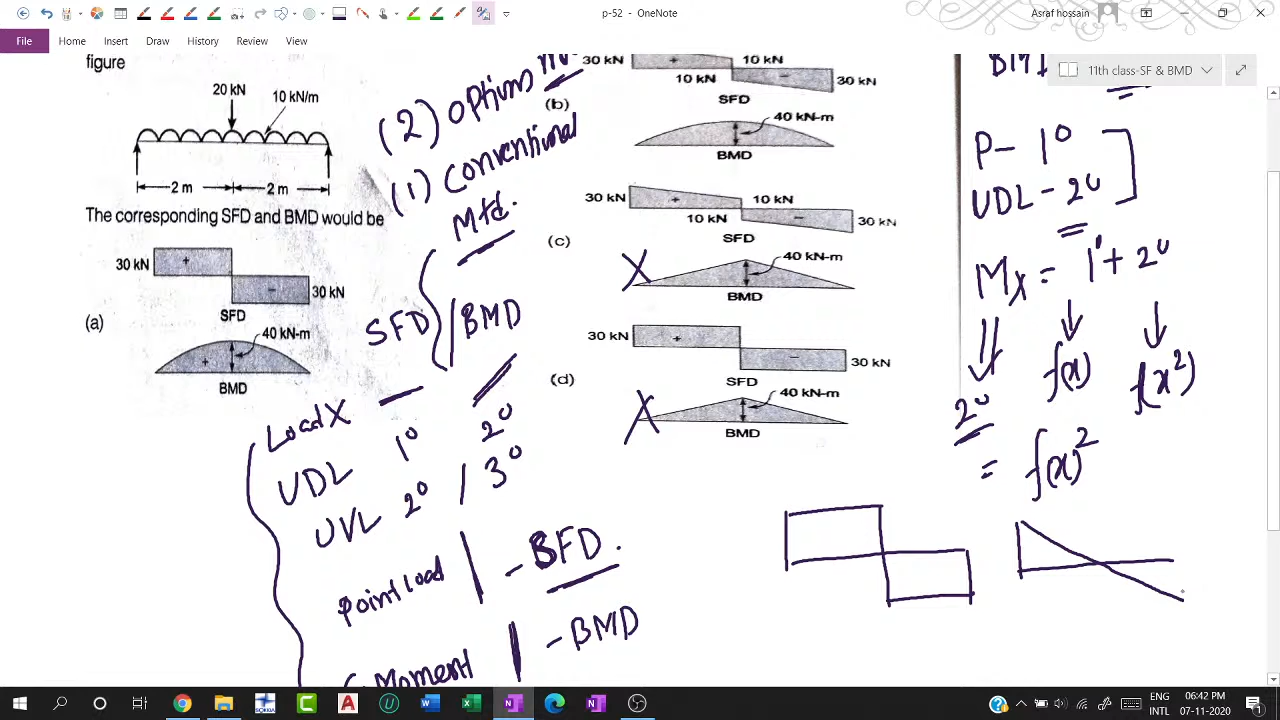 p-52 - OneNote
Asraf hossain
File
Home
Insert
Draw
History
Review
View
11th class SF & BMD
figure
20 kN
10 kN/m
2 m
2 m
The corresponding SFD and BMD would be
30 kN
+
−
30 kN
SFD
(a)
40 kN-m
+
BMD
(2) options
(1) Conventional
Mtd.
SFD / BMD
Load X
UDL 1° 2°
UVL 2° / 3°
Point Load | - SFD.
Moment | - BMD
30 kN
+
10 kN
10 kN
−
30 kN
SFD
(b)
40 kN-m
BMD
30 kN
+
10 kN
10 kN
−
30 kN
SFD
(c)
X
40 kN-m
BMD
30 kN
+
−
30 kN
SFD
(d)
X
40 kN-m
BMD
P - 1°
UDL - 2°
Mx = 1° + 2°
2° f(x) f(x²)
= f(x)²
ENG
INTL
06:42 PM
07-11-2020